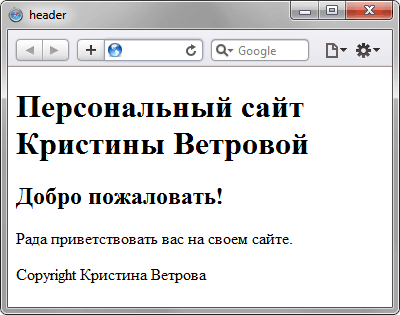 header
Google
Персональный сайт
Кристины Ветровой
Добро пожаловать!
Рада приветствовать вас на своем сайте.
Copyright Кристина Ветрова